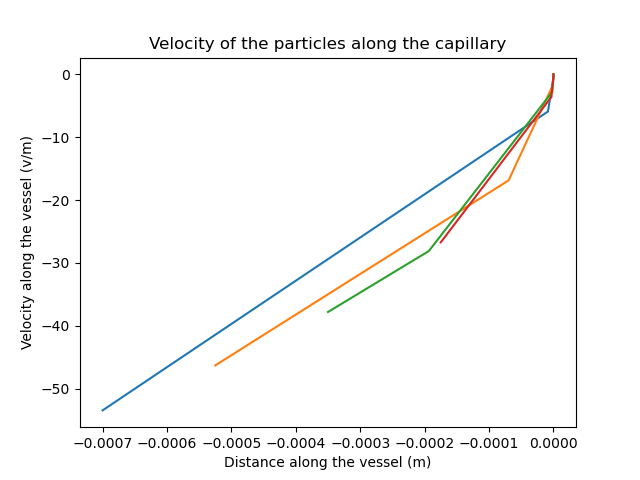 Velocity of the particles along the capillary
Velocity along the vessel (v/m)
0
−10
−20
−30
−40
−50
−0.0007 −0.0006 −0.0005 −0.0004 −0.0003 −0.0002 −0.0001 0.0000
Distance along the vessel (m)